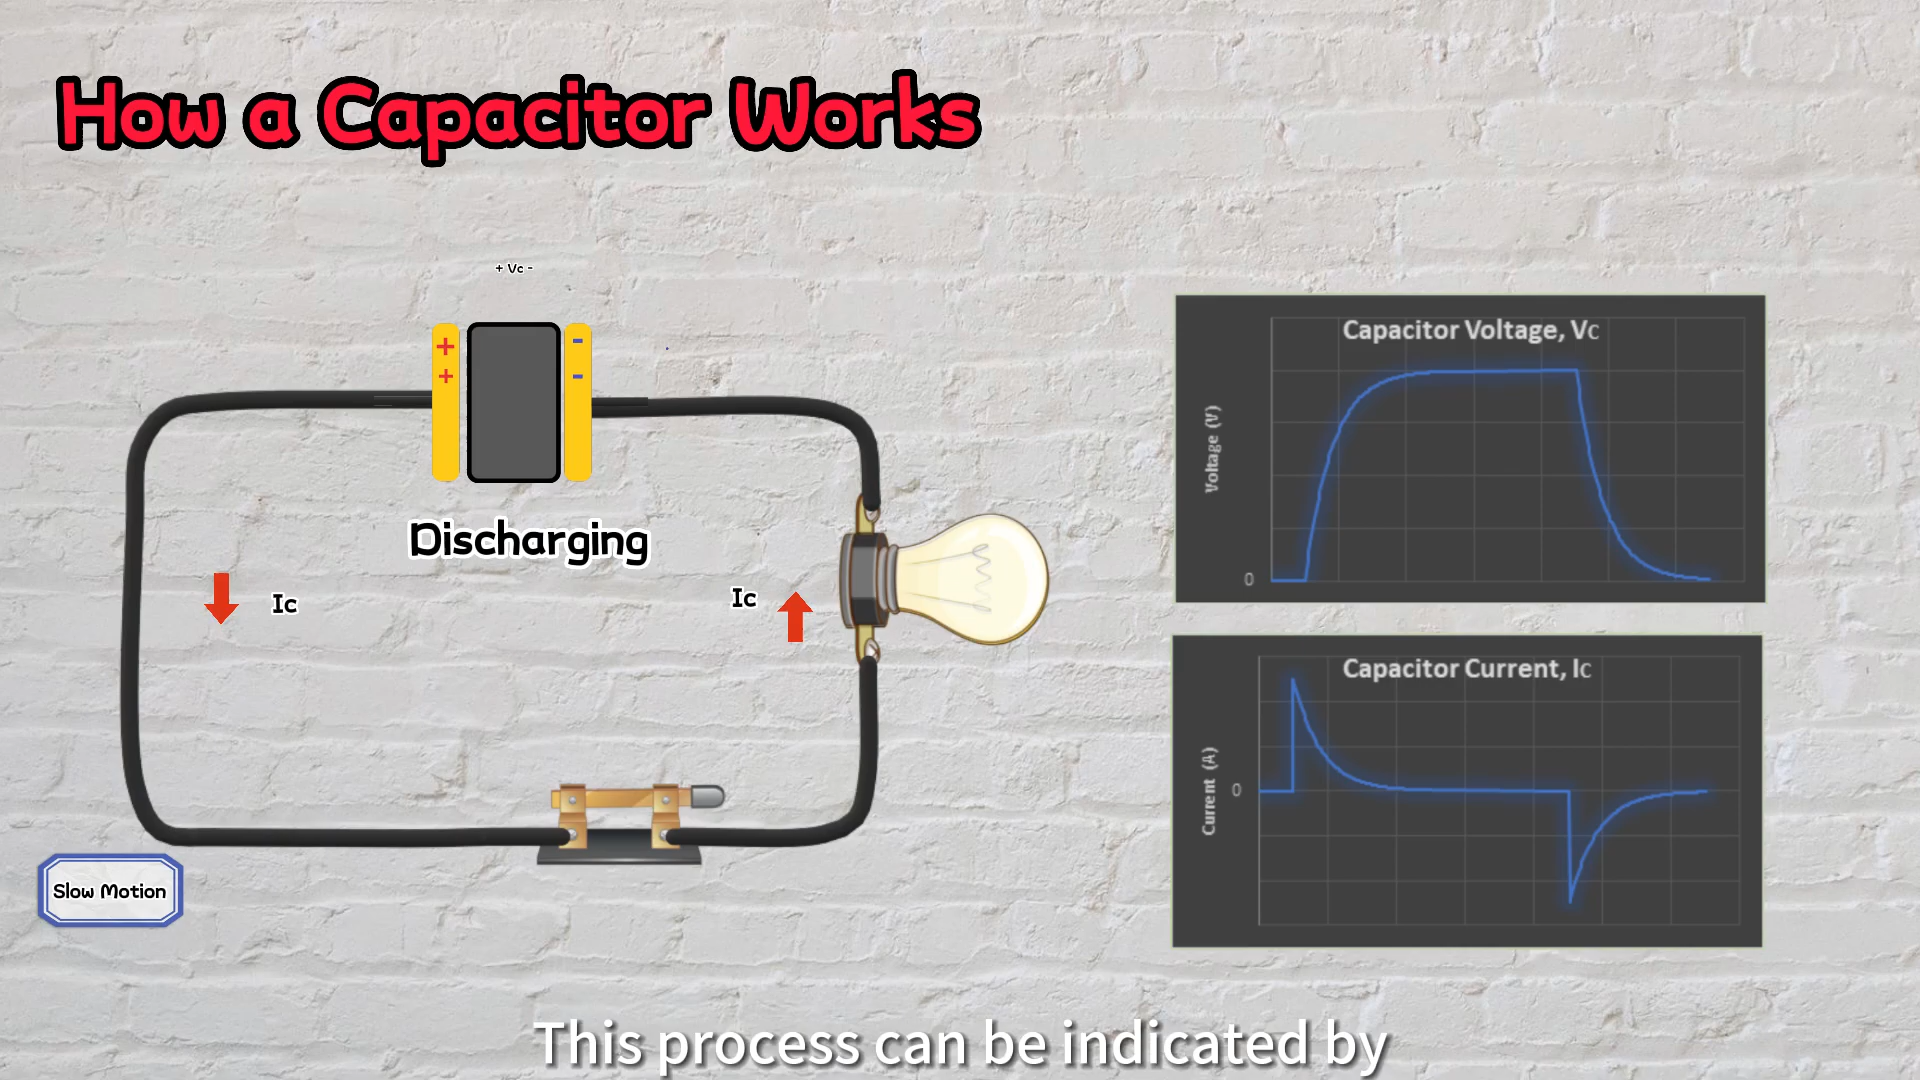 How a Capacitor Works
+ Vc -
+
+
-
-
Discharging
Ic
Ic
Slow Motion
Capacitor Voltage, Vc
Voltage (V)
0
Capacitor Current, Ic
Current (A)
0
This process can be indicated by